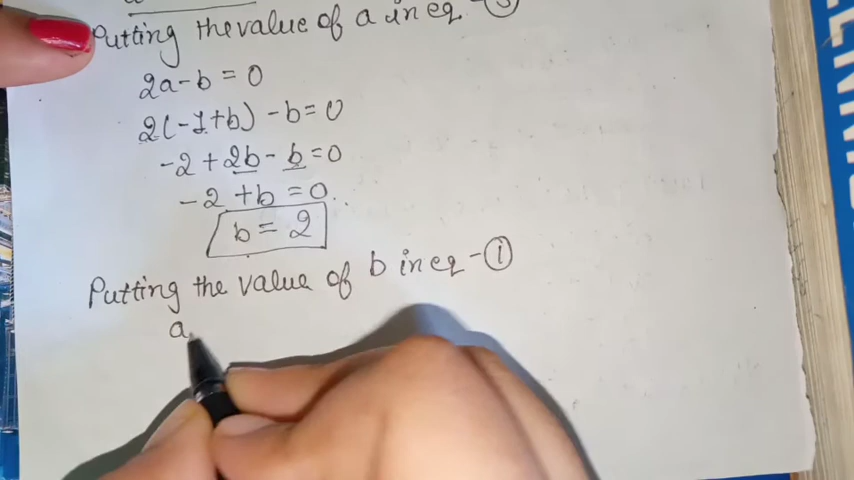 Putting the value of a in eq - ③
2a - b = 0
2(-1+b) - b = 0
-2 + 2b - b = 0
-2 + b = 0
b = 2
Putting the value of b in eq - ①
a